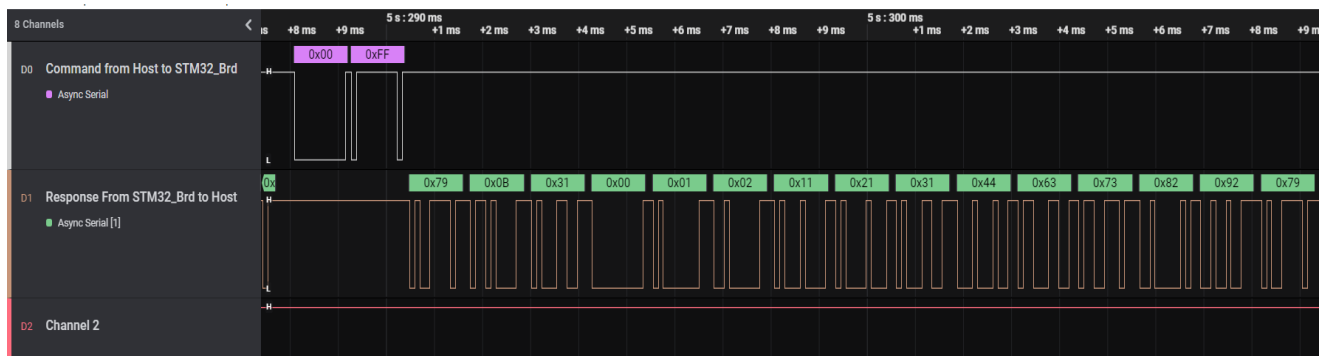 8 Channels
5 s : 290 ms
5 s : 300 ms
+8 ms +9 ms +1 ms +2 ms +3 ms +4 ms +5 ms +6 ms +7 ms +8 ms +9 ms +1 ms +2 ms +3 ms +4 ms +5 ms +6 ms +7 ms +8 ms
0x00 0xFF
D0 Command from Host to STM32_Brd
H
Async Serial
L
0x 0x79 0x0B 0x31 0x00 0x01 0x02 0x11 0x21 0x31 0x44 0x63 0x73 0x82 0x92 0x79
D1 Response From STM32_Brd to Host
H
Async Serial [1]
L
H
D2 Channel 2